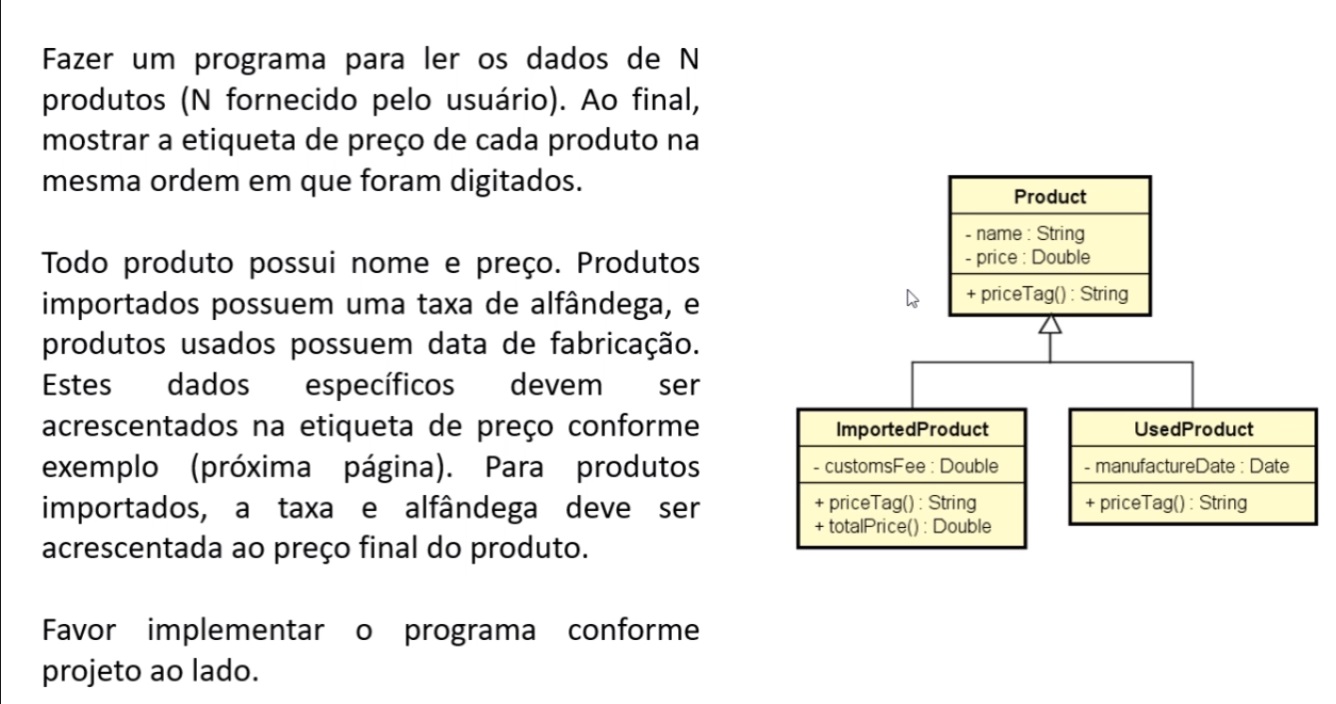 Fazer um programa para ler os dados de N
produtos (N fornecido pelo usuário). Ao final,
mostrar a etiqueta de preço de cada produto na
mesma ordem em que foram digitados.
Todo produto possui nome e preço. Produtos
importados possuem uma taxa de alfândega, e
produtos usados possuem data de fabricação.
Estes dados específicos devem ser
acrescentados na etiqueta de preço conforme
exemplo (próxima página). Para produtos
importados, a taxa e alfândega deve ser
acrescentada ao preço final do produto.
Favor implementar o programa conforme
projeto ao lado.
Product
- name : String
- price : Double
+ priceTag() : String
ImportedProduct
- customsFee : Double
+ priceTag() : String
+ totalPrice() : Double
UsedProduct
- manufactureDate : Date
+ priceTag() : String